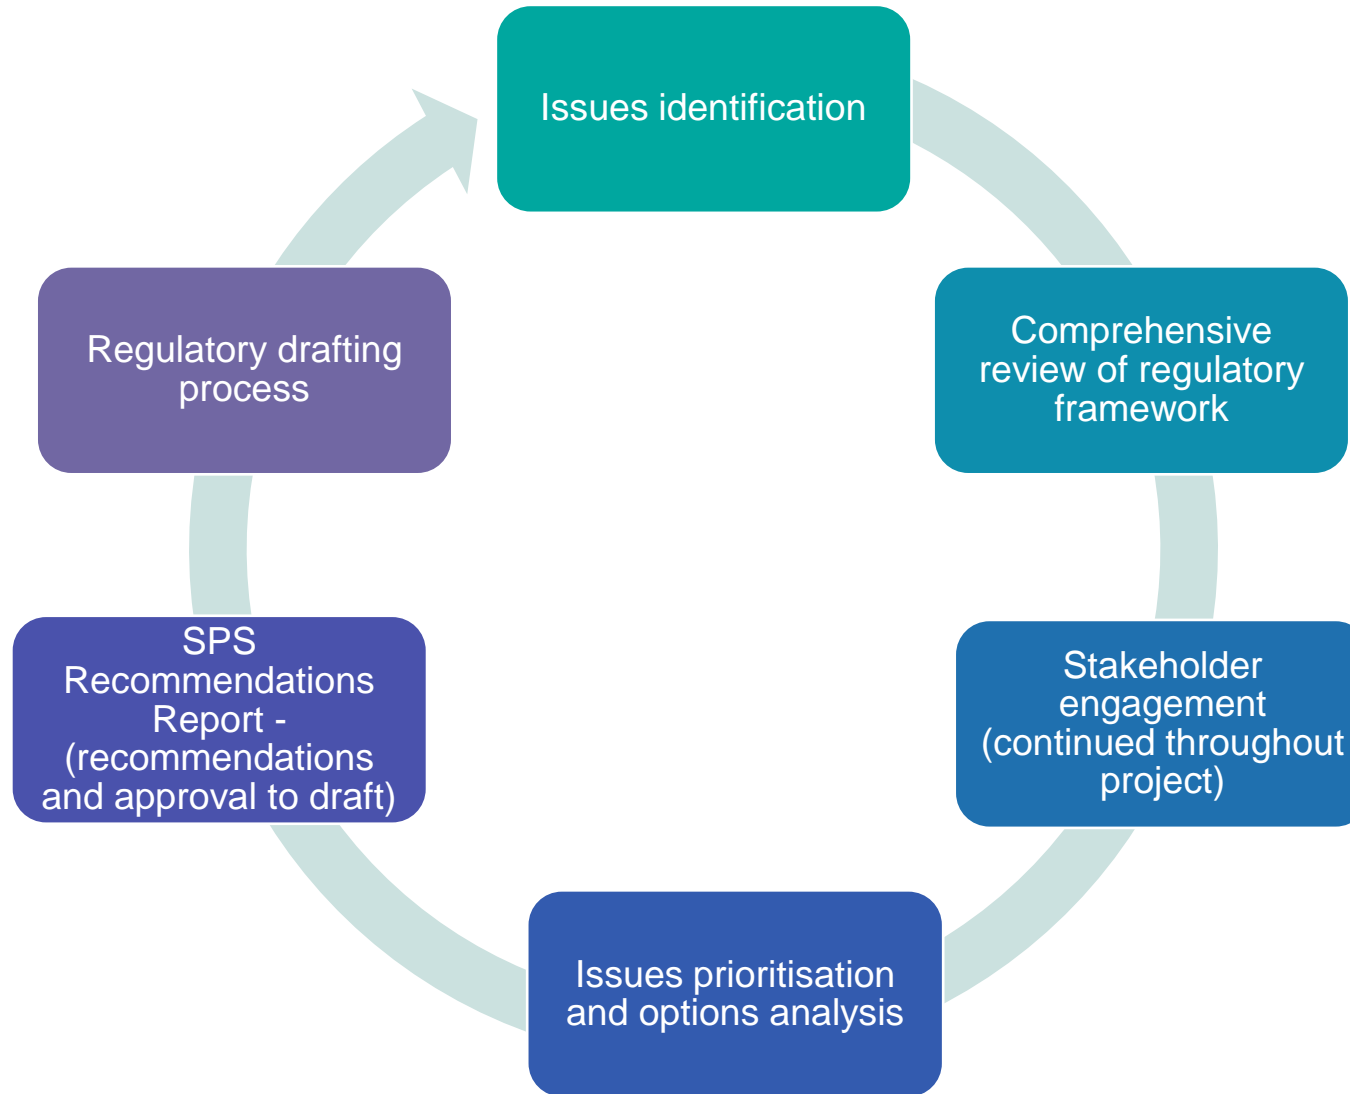 Issues identification
Comprehensive
review of regulatory
framework
Stakeholder
engagement
(continued throughout
project)
Issues prioritisation
and options analysis
SPS
Recommendations
Report -
(recommendations
and approval to draft)
Regulatory drafting
process